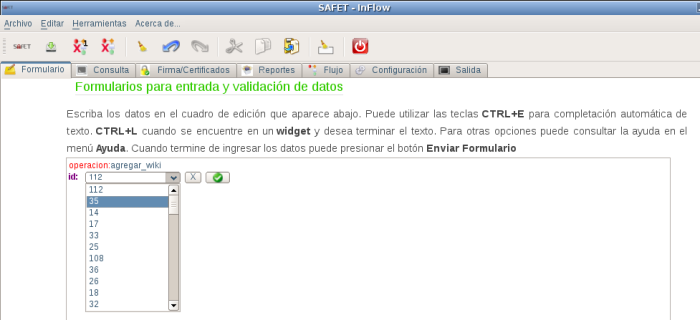 SAFET - InFlow
Archivo Editar Herramientas Acerca de...
SAFET
Formulario Consulta Firma/Certificados Reportes Flujo Configuración Salida
Formularios para entrada y validación de datos
Escriba los datos en el cuadro de edición que aparece abajo. Puede utilizar las teclas CTRL+E para completación automática de
texto. CTRL+L cuando se encuentre en un widget y desea terminar el texto. Para otras opciones puede consultar la ayuda en el
menú Ayuda. Cuando termine de ingresar los datos puede presionar el botón Enviar Formulario
operacion:agregar_wiki
id: 112 X
112
35
14
17
33
25
108
36
26
18
32